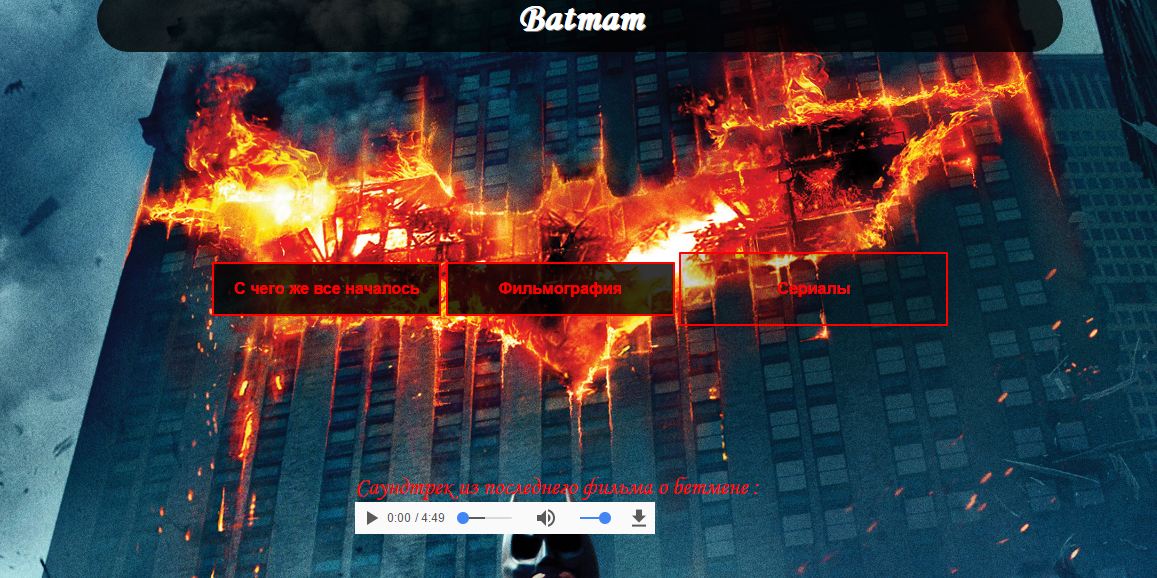 Batmam
С чего же все началось
Фильмография
Сериалы
Саундтрек из последнего фильма о бетмене :
0:00 / 4:49